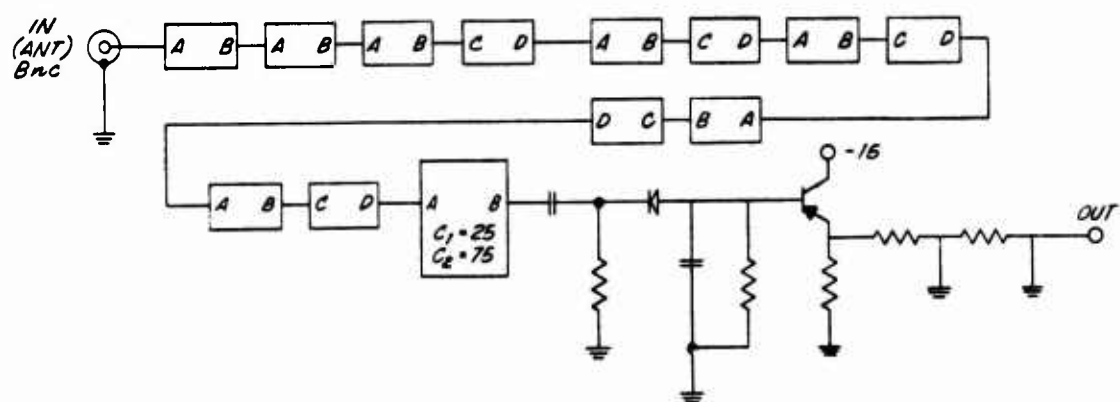 IN
(ANT)
BNC
A B A B A B C D A B C D A B C D
D C B A
-15
A B C D A B
C₁ = 25
C₂ = 75
OUT